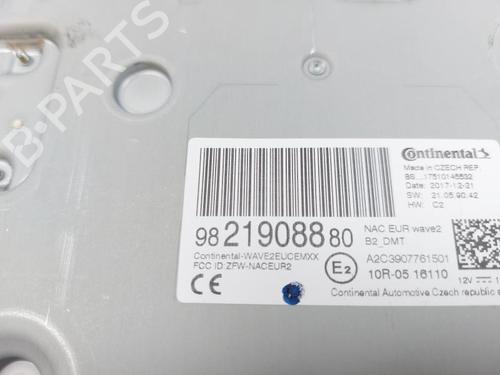 B-PARTS
Continental
Made in CZECH REP.
BS....17510145532
Date: 2017-12-21
SW: 21.05.90.42
HW: C2
98 219088 80
NAC EUR wave2
B2_DMT
Continental-WAVE2EUCEMXX
FCC ID: ZFW-NACEUR2
CE
E2
A2C3907761501
10R-05 16110
12V
Continental Automotive Czech republic